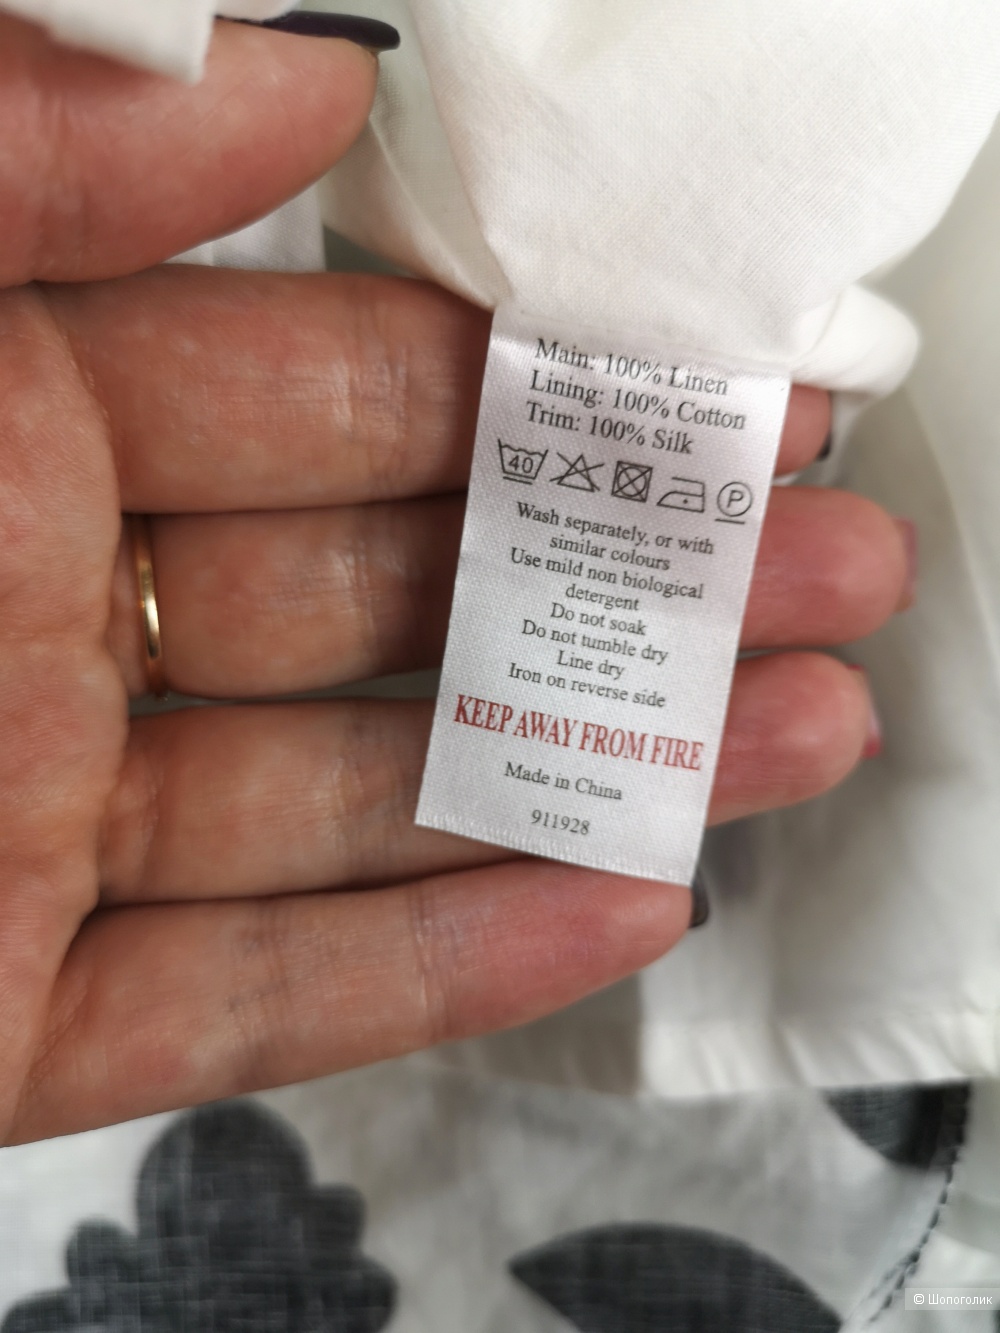 Main: 100% Linen
Lining: 100% Cotton
Trim: 100% Silk
40 P
Wash separately, or with
similar colours
Use mild non biological
detergent
Do not soak
Do not tumble dry
Line dry
Iron on reverse side
KEEP AWAY FROM FIRE
Made in China
911928
© Шопоголик